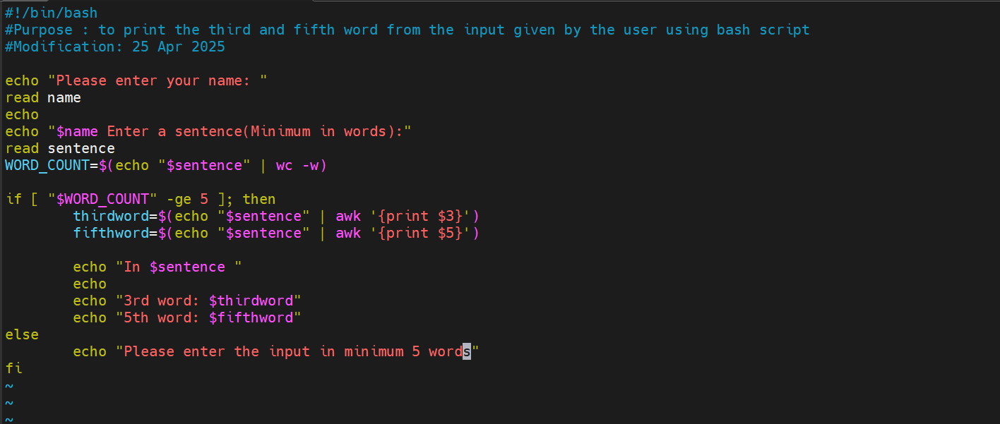 #!/bin/bash
#Purpose : to print the third and fifth word from the input given by the user using bash script
#Modification: 25 Apr 2025

echo "Please enter your name: "
read name
echo
echo "$name Enter a sentence(Minimum in words):"
read sentence
WORD_COUNT=$(echo "$sentence" | wc -w)

if [ "$WORD_COUNT" -ge 5 ]; then
        thirdword=$(echo "$sentence" | awk '{print $3}')
        fifthword=$(echo "$sentence" | awk '{print $5}')

        echo "In $sentence "
        echo
        echo "3rd word: $thirdword"
        echo "5th word: $fifthword"
else
        echo "Please enter the input in minimum 5 words"
fi
~
~
~